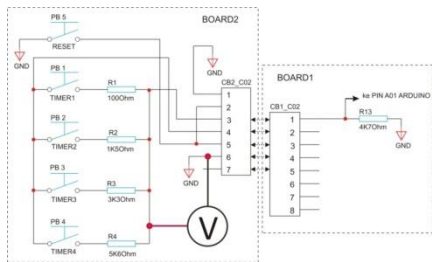 BOARD2
PB 5
RESET
GND
PB 1
TIMER1
R1
100Ohm
PB 2
TIMER2
R2
1K5Ohm
PB 3
TIMER3
R3
3K3Ohm
PB 4
TIMER4
R4
5K6Ohm
V
GND
GND
CB2_C02
1
2
3
4
5
6
7
BOARD1
CB1_C02
1
2
3
4
5
6
7
8
ke PIN A01 ARDUINO
R13
4K7Ohm
GND